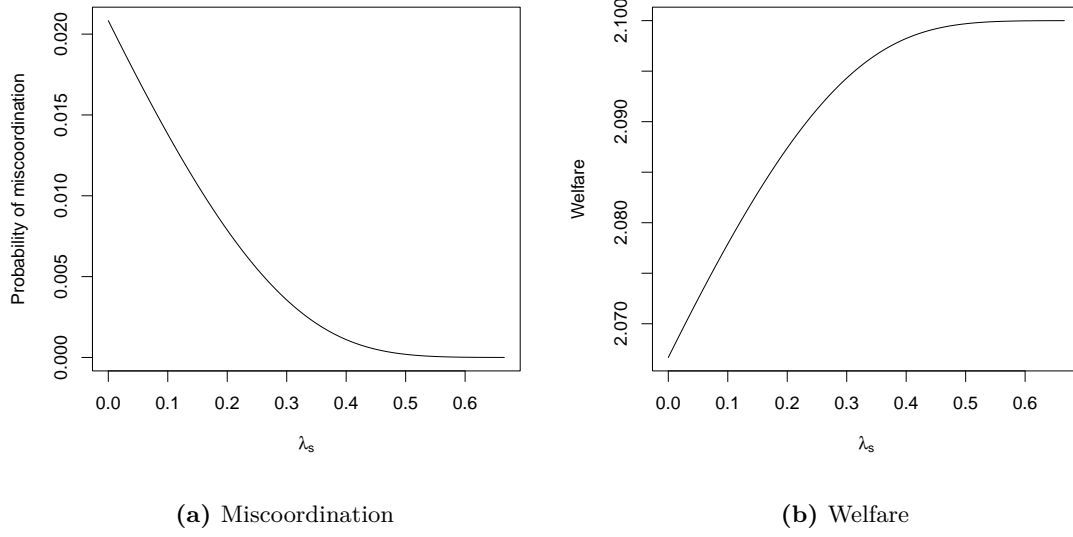 0.000 0.005 0.010 0.015 0.020
Probability of miscoordination
0.0 0.1 0.2 0.3 0.4 0.5 0.6
λs
(a) Miscoordination
2.070 2.080 2.090 2.100
Welfare
0.0 0.1 0.2 0.3 0.4 0.5 0.6
λs
(b) Welfare